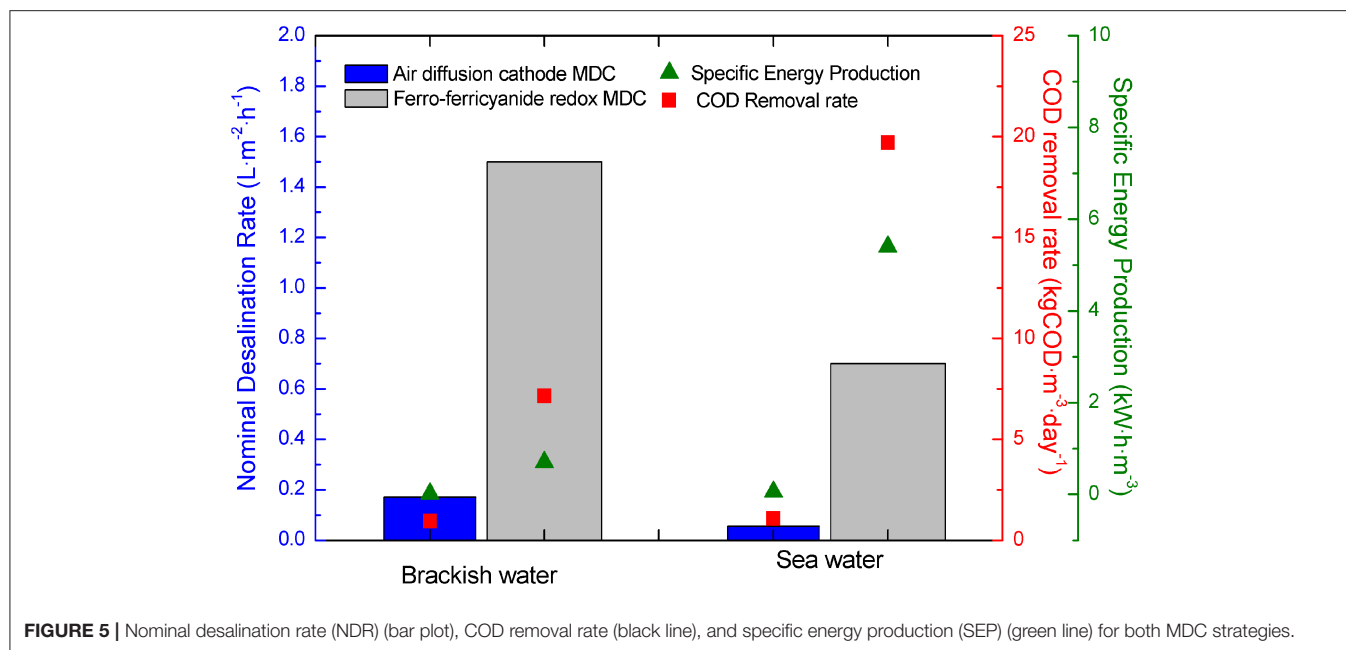 2.0
1.8
1.6
1.4
1.2
1.0
0.8
0.6
0.4
0.2
0.0
Nominal Desalination Rate (L·m⁻²·h⁻¹)
Air diffusion cathode MDC
Ferro-ferricyanide redox MDC
Specific Energy Production
COD Removal rate
Brackish water
Sea water
25
20
15
10
5
0
COD removal rate (kgCOD·m⁻³·day⁻¹)
10
8
6
4
2
0
Specific Energy Production (kW·h·m⁻³)
FIGURE 5 | Nominal desalination rate (NDR) (bar plot), COD removal rate (black line), and specific energy production (SEP) (green line) for both MDC strategies.